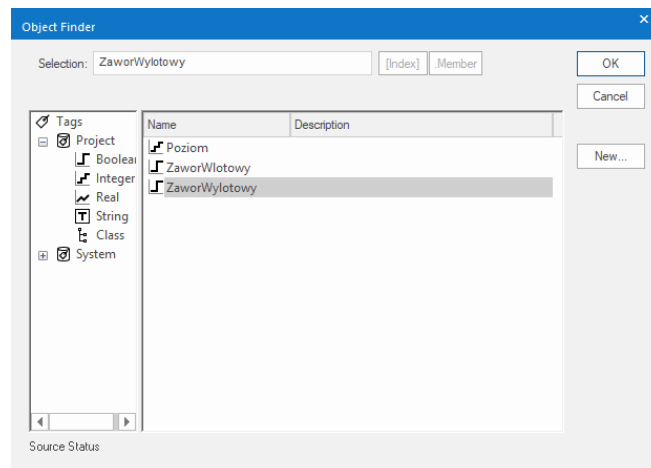 Object Finder
Selection: ZaworWylotowy [Index] .Member OK
Cancel
New...
Tags
Project
Boolean
Integer
Real
T String
Class
System
Name Description
Poziom
ZaworWlotowy
ZaworWylotowy
Source Status